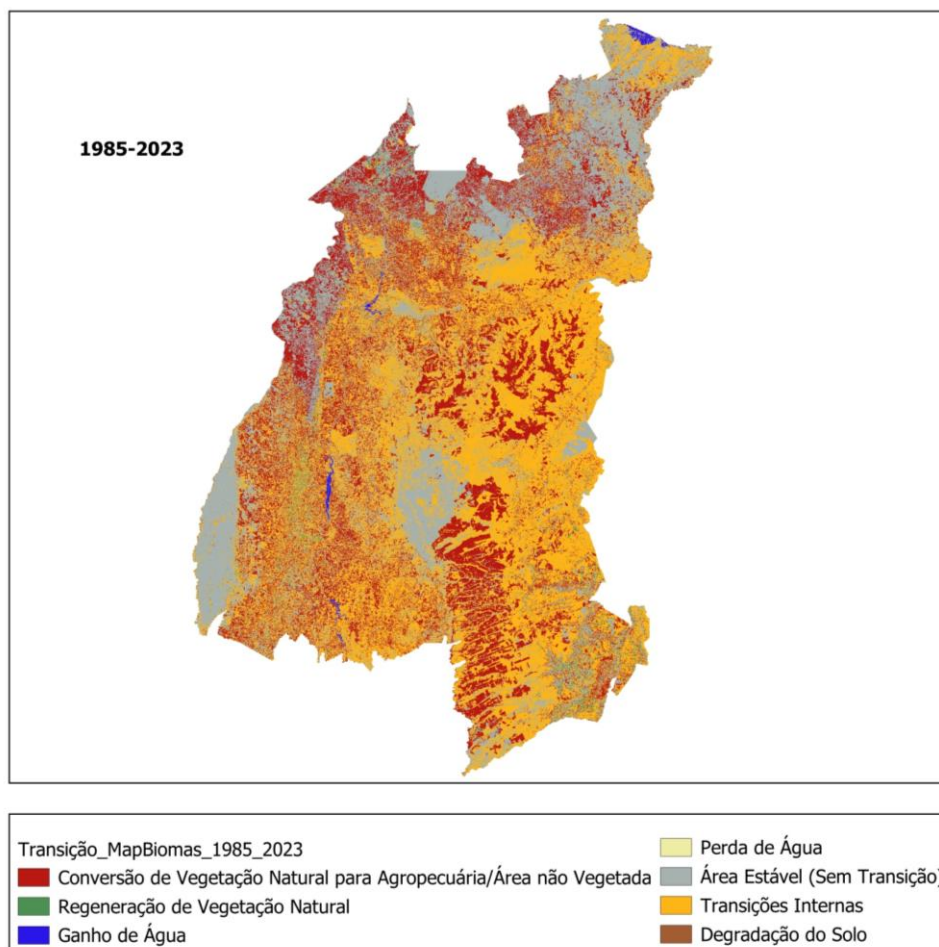 1985-2023
Transição_MapBiomas_1985_2023
Conversão de Vegetação Natural para Agropecuária/Área não Vegetada
Regeneração de Vegetação Natural
Ganho de Água
Perda de Água
Área Estável (Sem Transição)
Transições Internas
Degradação do Solo